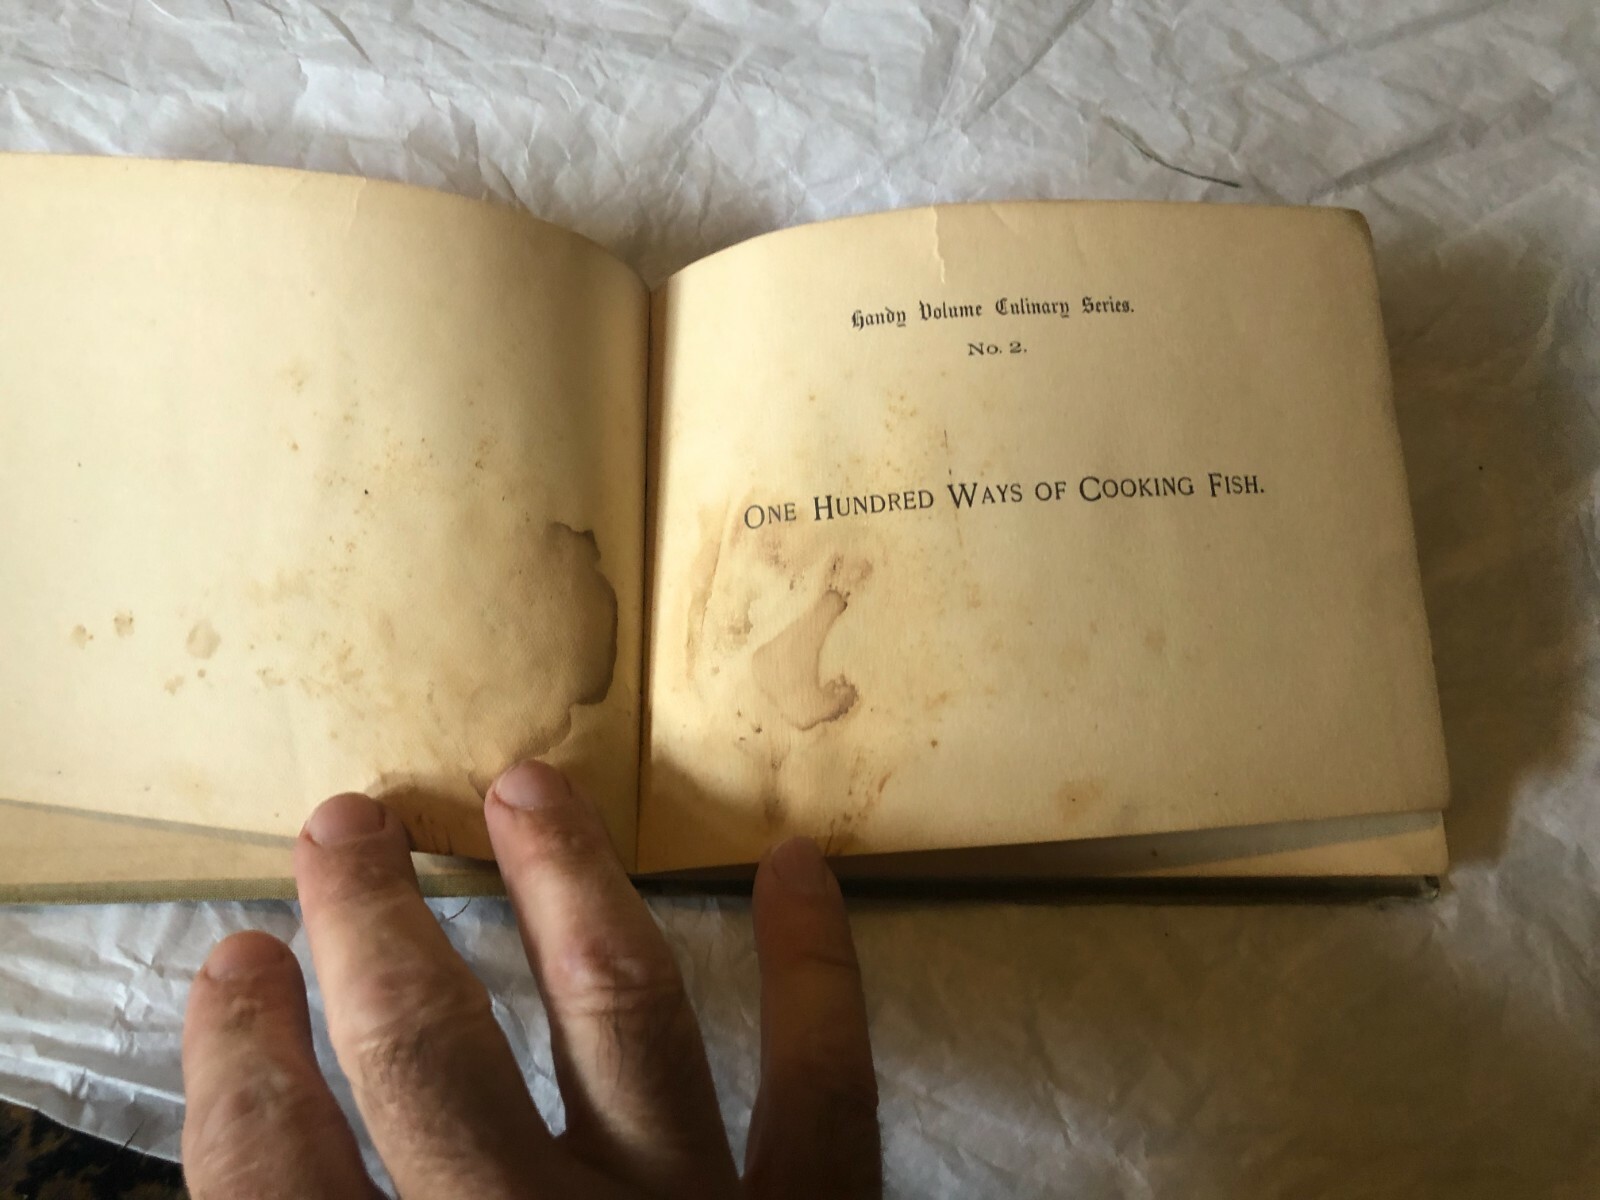 Handy Volume Culinary Series.
No. 2.
One Hundred Ways of Cooking Fish.